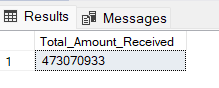 Results Messages
Total_Amount_Received
1 473070933